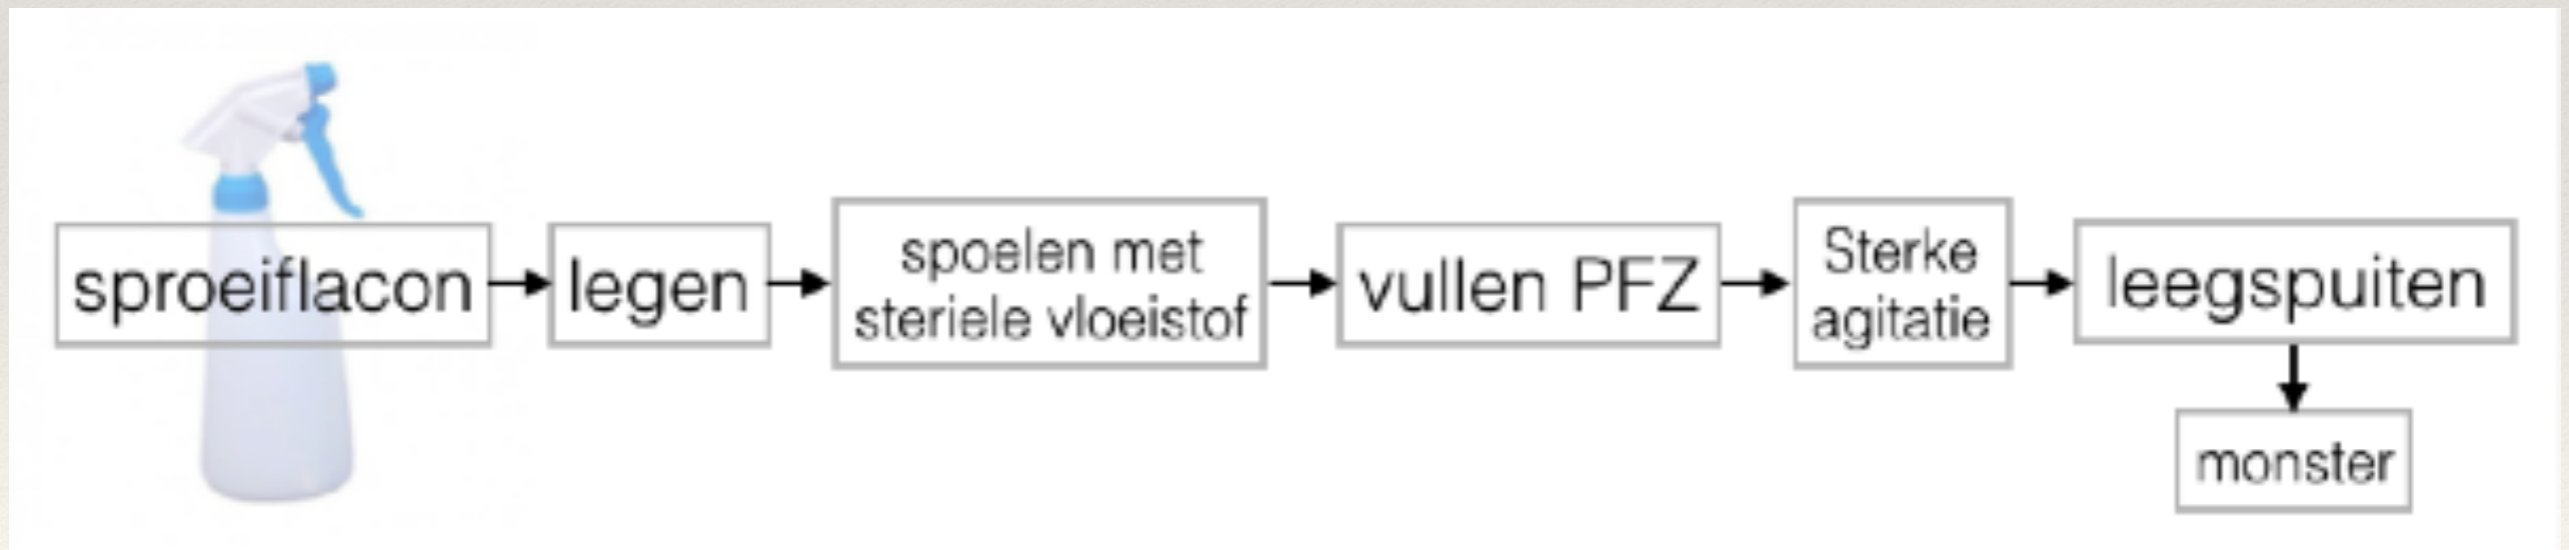 sproeiflacon
legen
spoelen met
steriele vloeistof
vullen PFZ
Sterke
agitatie
leegspuiten
monster